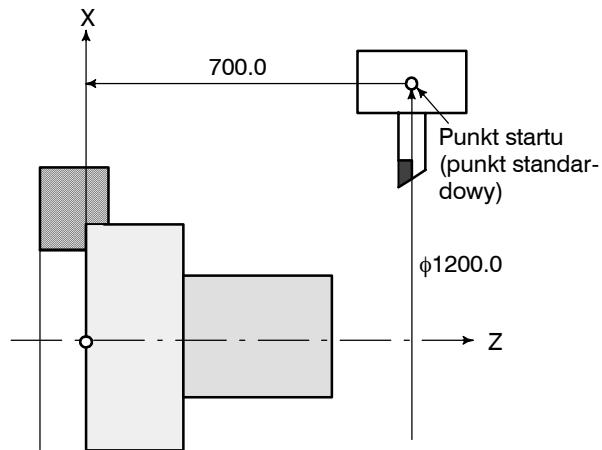 X
700.0
Punkt startu
(punkt standar-
dowy)
ϕ1200.0
Z